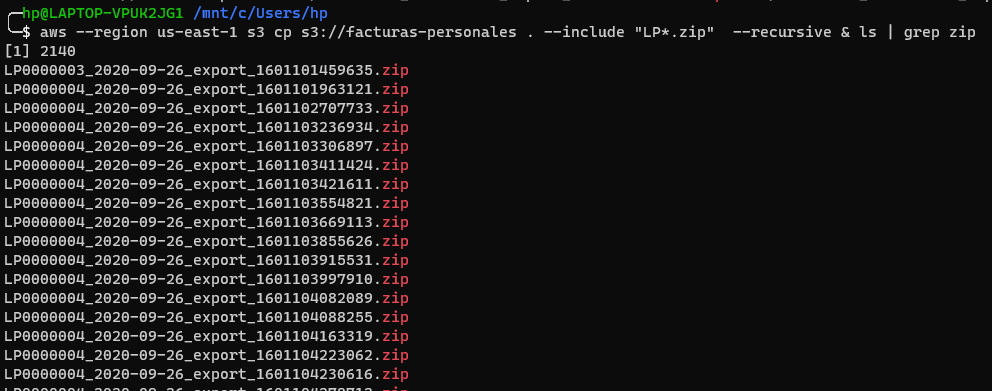 hp@LAPTOP-VPUK2JG1 /mnt/c/Users/hp
$ aws --region us-east-1 s3 cp s3://facturas-personales . --include "LP*.zip"  --recursive & ls | grep zip
[1] 2140
LP0000003_2020-09-26_export_1601101459635.zip
LP0000004_2020-09-26_export_1601101963121.zip
LP0000004_2020-09-26_export_1601102707733.zip
LP0000004_2020-09-26_export_1601103236934.zip
LP0000004_2020-09-26_export_1601103306897.zip
LP0000004_2020-09-26_export_1601103411424.zip
LP0000004_2020-09-26_export_1601103421611.zip
LP0000004_2020-09-26_export_1601103554821.zip
LP0000004_2020-09-26_export_1601103669113.zip
LP0000004_2020-09-26_export_1601103855626.zip
LP0000004_2020-09-26_export_1601103915531.zip
LP0000004_2020-09-26_export_1601103997910.zip
LP0000004_2020-09-26_export_1601104082089.zip
LP0000004_2020-09-26_export_1601104088255.zip
LP0000004_2020-09-26_export_1601104163319.zip
LP0000004_2020-09-26_export_1601104223062.zip
LP0000004_2020-09-26_export_1601104230616.zip